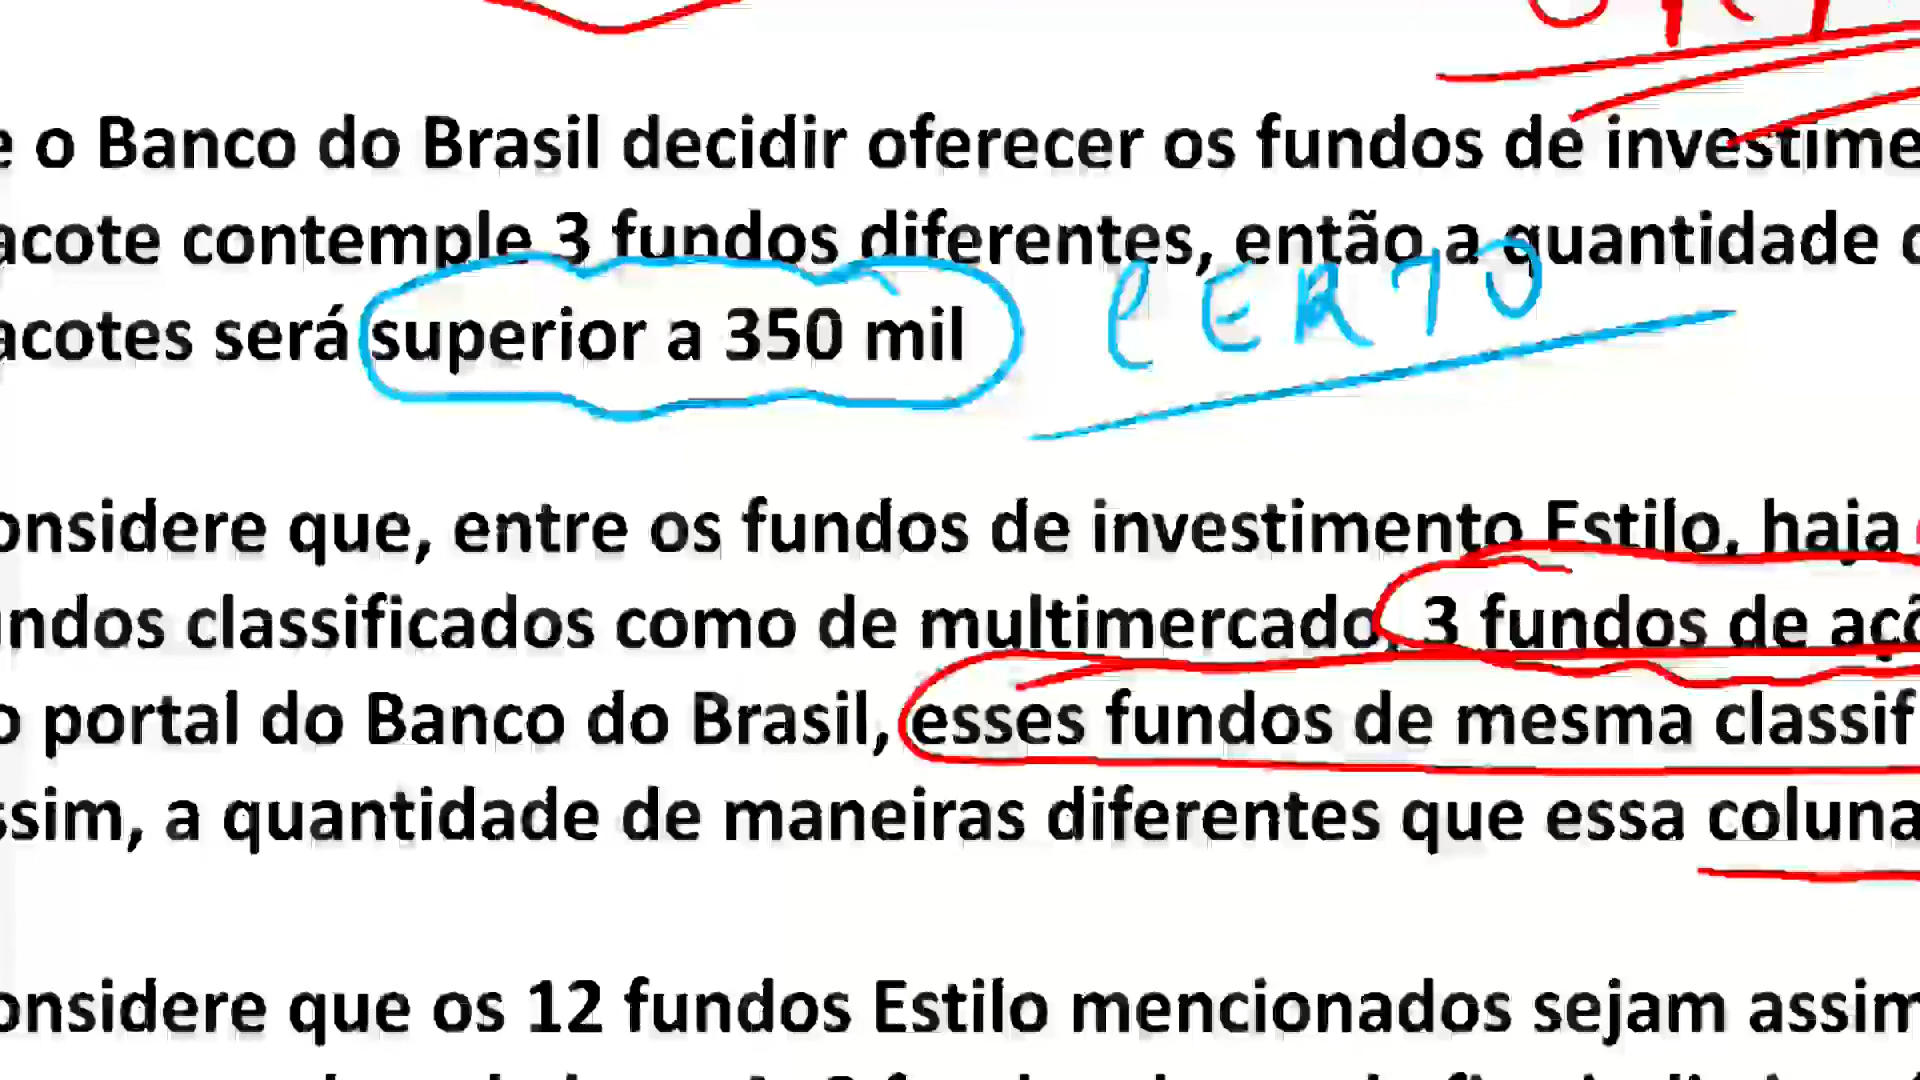 e o Banco do Brasil decidir oferecer os fundos de investime
acote contemple 3 fundos diferentes, então a quantidade
acotes será superior a 350 mil CERTO
onsidere que, entre os fundos de investimento Estilo, haja
undos classificados como de multimercado, 3 fundos de açõ
o portal do Banco do Brasil, esses fundos de mesma classif
ssim, a quantidade de maneiras diferentes que essa coluna
onsidere que os 12 fundos Estilo mencionados sejam assim